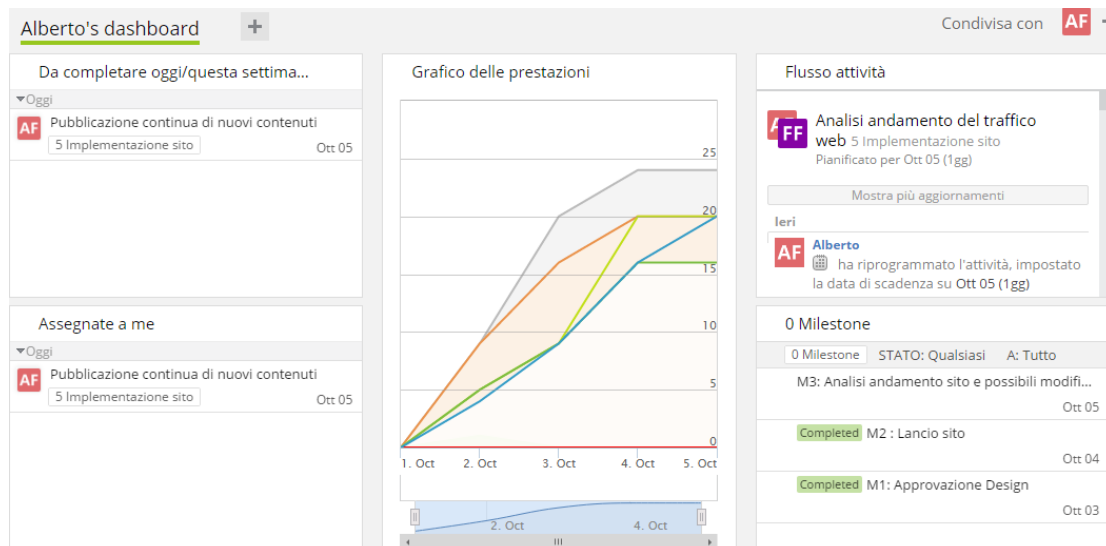 Alberto's dashboard +
Condivisa con AF
Da completare oggi/questa settima...
Oggi
AF Pubblicazione continua di nuovi contenuti
5 Implementazione sito
Ott 05
Assegnate a me
Oggi
AF Pubblicazione continua di nuovi contenuti
5 Implementazione sito
Ott 05
Grafico delle prestazioni
25
20
15
10
5
0
1. Oct 2. Oct 3. Oct 4. Oct 5. Oct
2. Oct 4. Oct
Flusso attività
AF FF
Analisi andamento del traffico
web 5 Implementazione sito
Pianificato per Ott 05 (1gg)
Mostra più aggiornamenti
Ieri
AF Alberto
ha riprogrammato l'attività, impostato
la data di scadenza su Ott 05 (1gg)
0 Milestone
0 Milestone STATO: Qualsiasi A: Tutto
M3: Analisi andamento sito e possibili modifi...
Ott 05
Completed M2 : Lancio sito
Ott 04
Completed M1: Approvazione Design
Ott 03